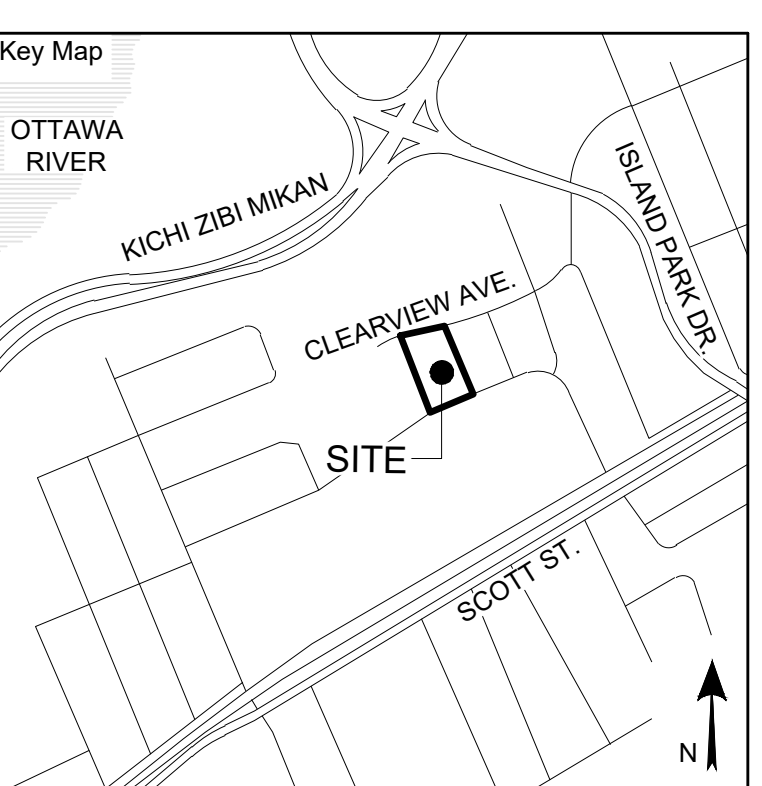 Key Map
OTTAWA
RIVER
KICHI ZIBI MIKAN
ISLAND PARK DR.
CLEARVIEW AVE.
SITE
SCOTT ST.
N